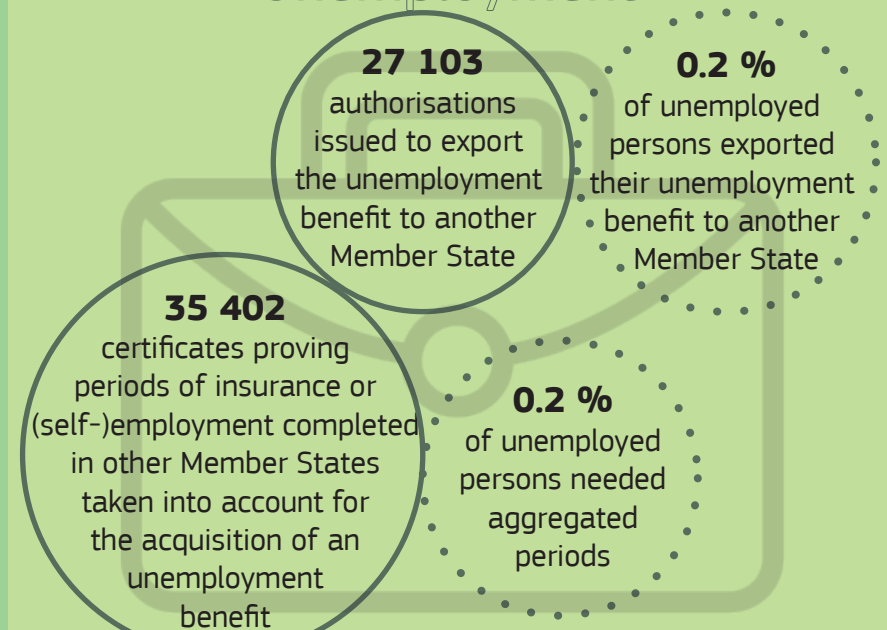 27 103
authorisations
issued to export
the unemployment
benefit to another
Member State
0.2 %
of unemployed
persons exported
their unemployment
benefit to another
Member State
35 402
certificates proving
periods of insurance or
(self-)employment completed
in other Member States
taken into account for
the acquisition of an
unemployment
benefit
0.2 %
of unemployed
persons needed
aggregated
periods